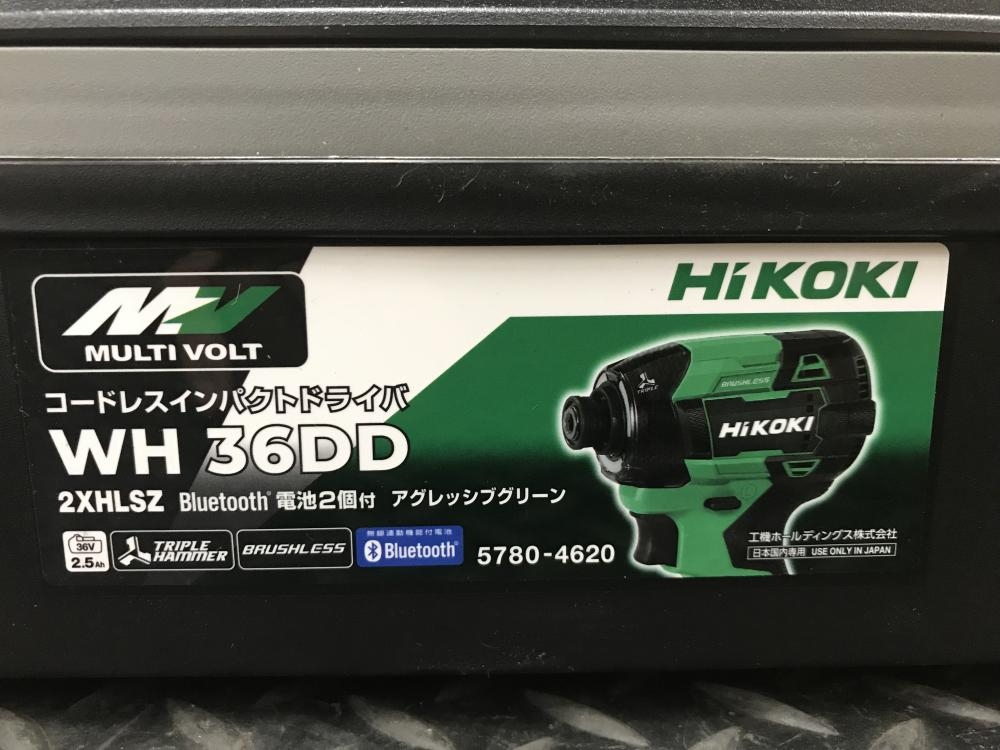 MV
MULTI VOLT
HiKOKI
コードレスインパクトドライバ
WH 36DD
2XHLSZ Bluetooth® 電池2個付 アグレッシブグリーン
36V
2.5Ah
TRIPLE
HAMMER
BRUSHLESS
無線連動機能付電池
Bluetooth®
5780-4620
TRIPLE
BRUSHLESS
HiKOKI
工機ホールディングス株式会社
日本国内専用 USE ONLY IN JAPAN